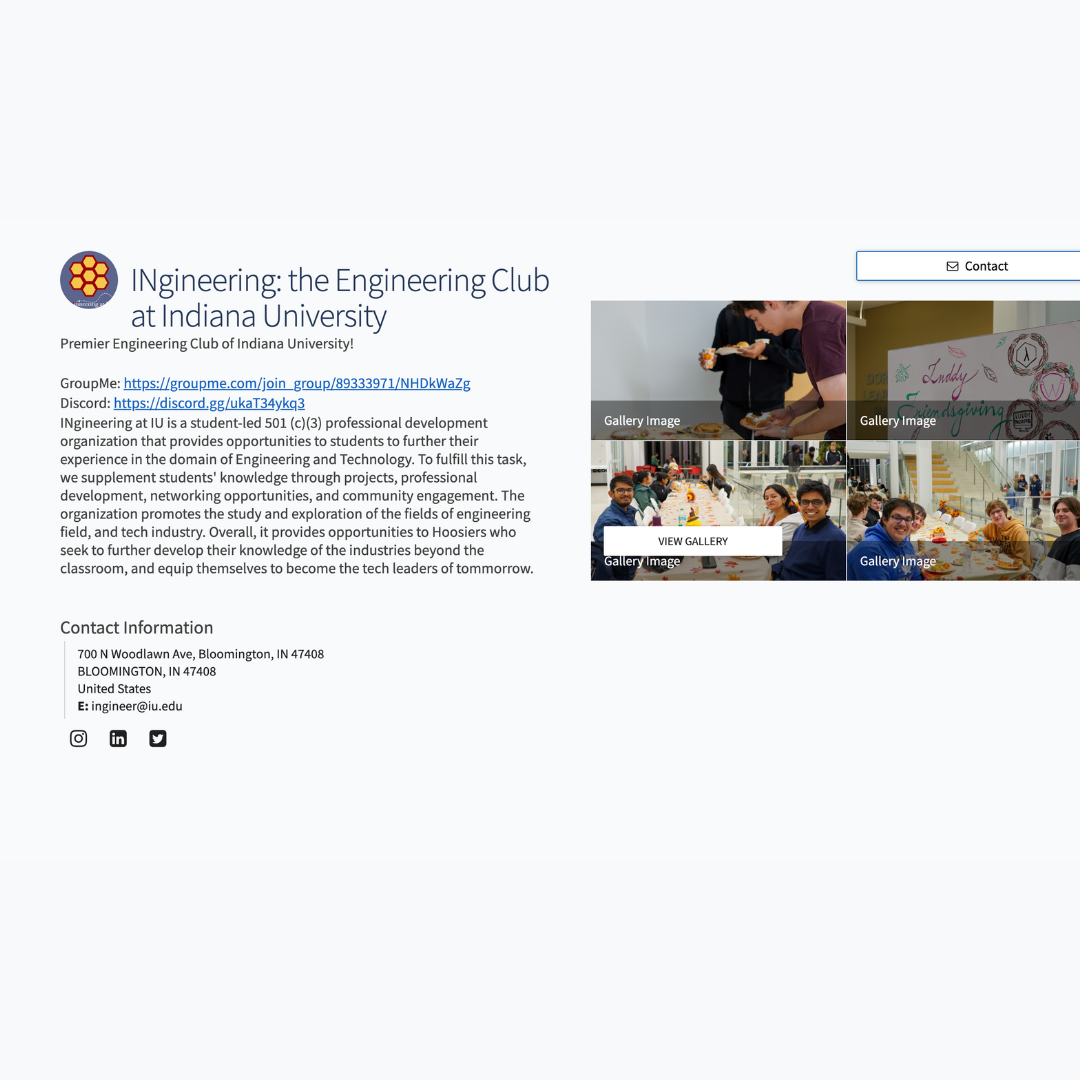 INgineering: the Engineering Club
at Indiana University
Premier Engineering Club of Indiana University!
GroupMe: https://groupme.com/join_group/89333971/NHDkWaZg
Discord: https://discord.gg/ukaT34ykq3
INgineering at IU is a student-led 501 (c)(3) professional development
organization that provides opportunities to students to further their
experience in the domain of Engineering and Technology. To fulfill this task,
we supplement students' knowledge through projects, professional
development, networking opportunities, and community engagement. The
organization promotes the study and exploration of the fields of engineering
field, and tech industry. Overall, it provides opportunities to Hoosiers who
seek to further develop their knowledge of the industries beyond the
classroom, and equip themselves to become the tech leaders of tommorrow.
Contact Information
700 N Woodlawn Ave, Bloomington, IN 47408
BLOOMINGTON, IN 47408
United States
E: ingineer@iu.edu
Contact
Gallery Image
Luddy
Friendsgiving
Gallery Image
VIEW GALLERY
Gallery Image
Gallery Image